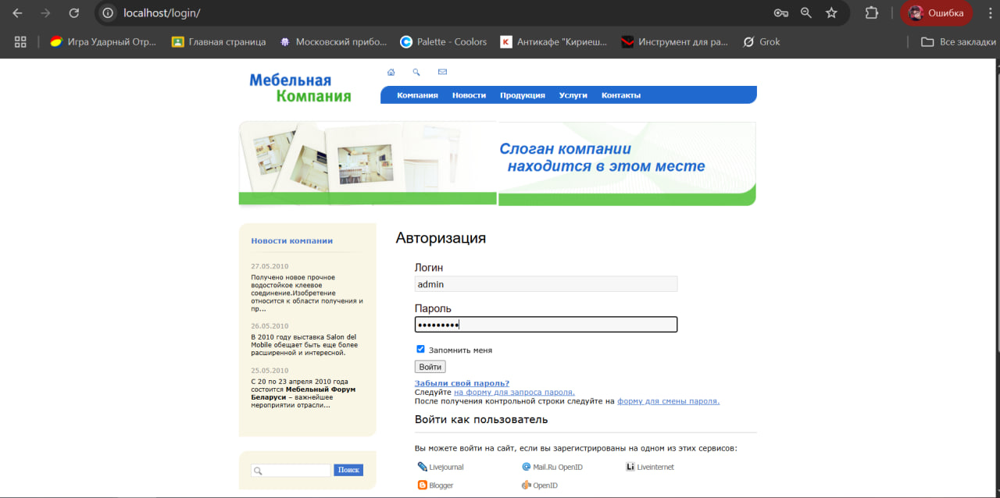 localhost/login/
Ошибка
Игра Ударный Отр...
Главная страница
Московский прибо...
Palette - Coolors
K
Антикафе "Кириеш...
Инструмент для ра...
Grok
Все закладки
Мебельная
Компания
Компания Новости Продукция Услуги Контакты
Слоган компании
находится в этом месте
Новости компании
27.05.2010
Получено новое прочное
водостойкое клеевое
соединение.Изобретение
относится к области получения и
пр...
26.05.2010
В 2010 году выставка Salon del
Mobile обещает быть еще более
расширенной и интересной.
25.05.2010
С 20 по 23 апреля 2010 года
состоится Мебельный Форум
Беларуси – важнейшее
мероприятии отрасли...
Поиск
Авторизация
Логин
admin
Пароль
•••••••••
Запомнить меня
Войти
Забыли свой пароль?
Следуйте на форму для запроса пароля.
После получения контрольной строки следуйте на форму для смены пароля.
Войти как пользователь
Вы можете войти на сайт, если вы зарегистрированы на одном из этих сервисов:
Livejournal
Mail.Ru OpenID
Li Liveinternet
Blogger
OpenID